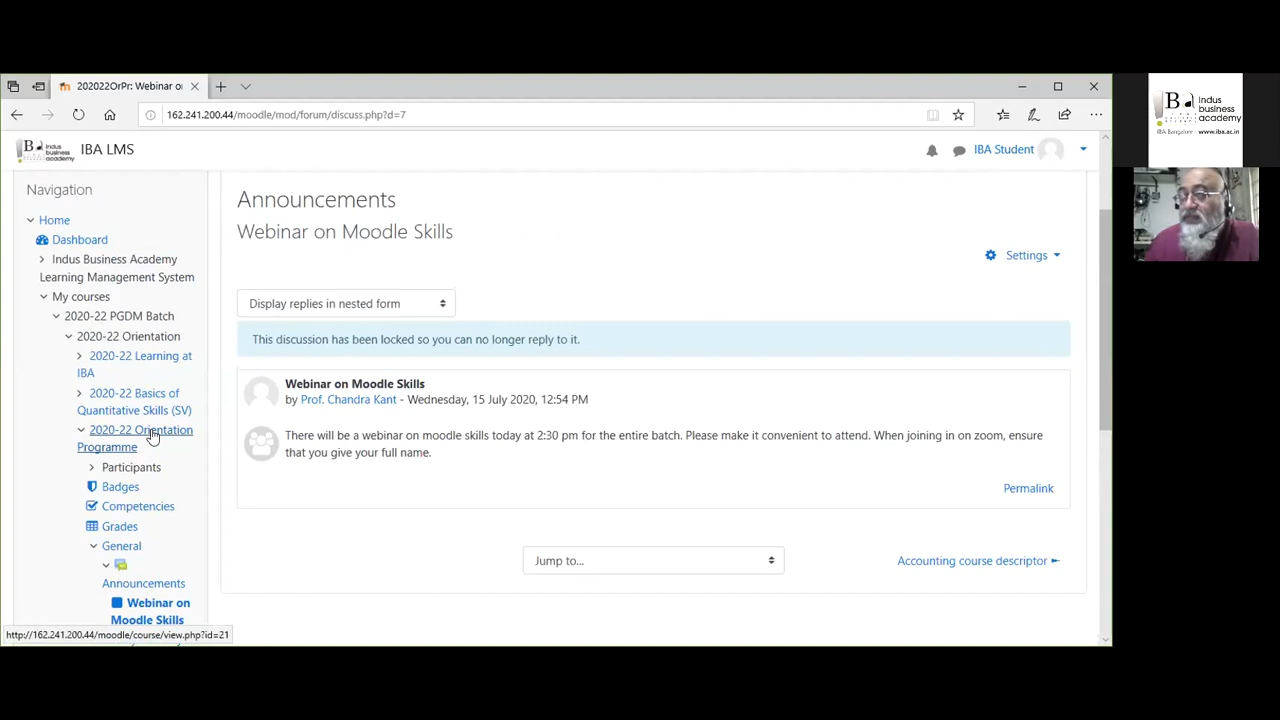 202022OrPr: Webinar o
162.241.200.44/moodle/mod/forum/discuss.php?d=7
Indus
business
academy
IBA LMS
IBA Student
Navigation
Home
Dashboard
Indus Business Academy
Learning Management System
My courses
2020-22 PGDM Batch
2020-22 Orientation
2020-22 Learning at
IBA
2020-22 Basics of
Quantitative Skills (SV)
2020-22 Orientation
Programme
Participants
Badges
Competencies
Grades
General
Announcements
Webinar on
Moodle Skills
http://162.241.200.44/moodle/course/view.php?id=21
Announcements
Webinar on Moodle Skills
Settings
Display replies in nested form
This discussion has been locked so you can no longer reply to it.
Webinar on Moodle Skills
by Prof. Chandra Kant - Wednesday, 15 July 2020, 12:54 PM
There will be a webinar on moodle skills today at 2:30 pm for the entire batch. Please make it convenient to attend. When joining in on zoom, ensure
that you give your full name.
Permalink
Jump to...
Accounting course descriptor
Indus
business
academy
IBA Bangalore - www.iba.ac.in